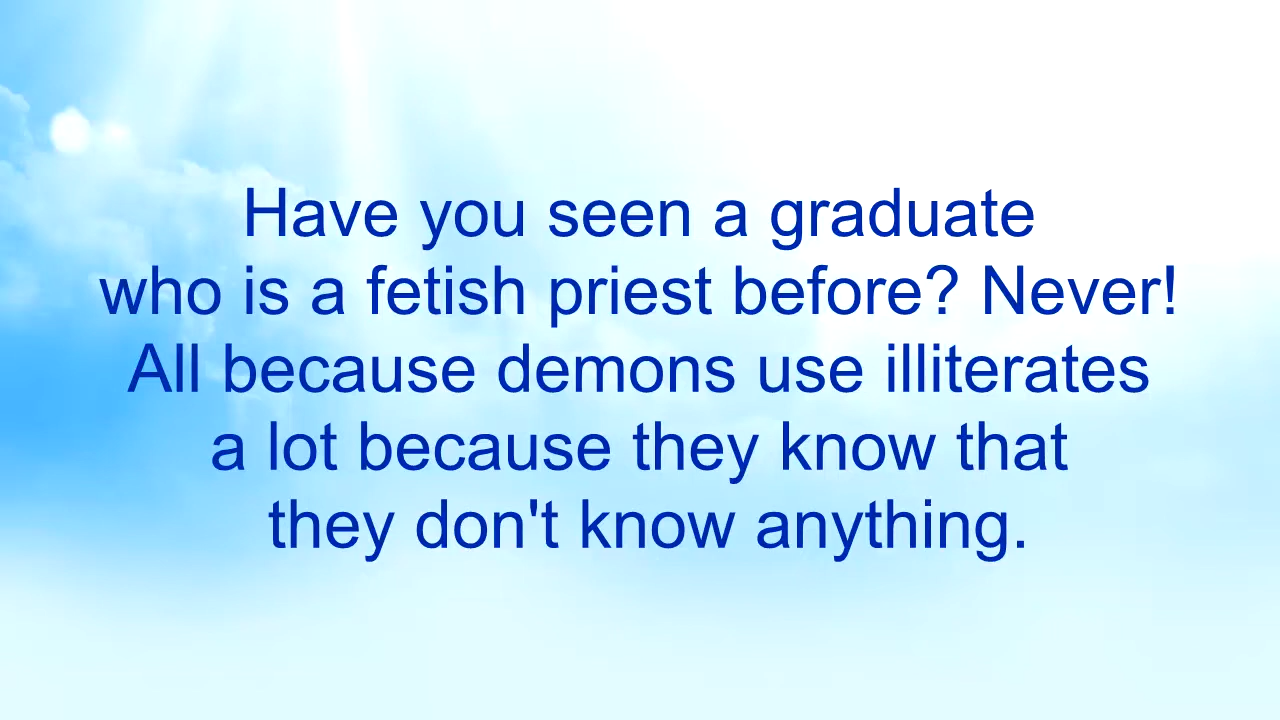 Have you seen a graduate
who is a fetish priest before? Never!
All because demons use illiterates
a lot because they know that
they don't know anything.